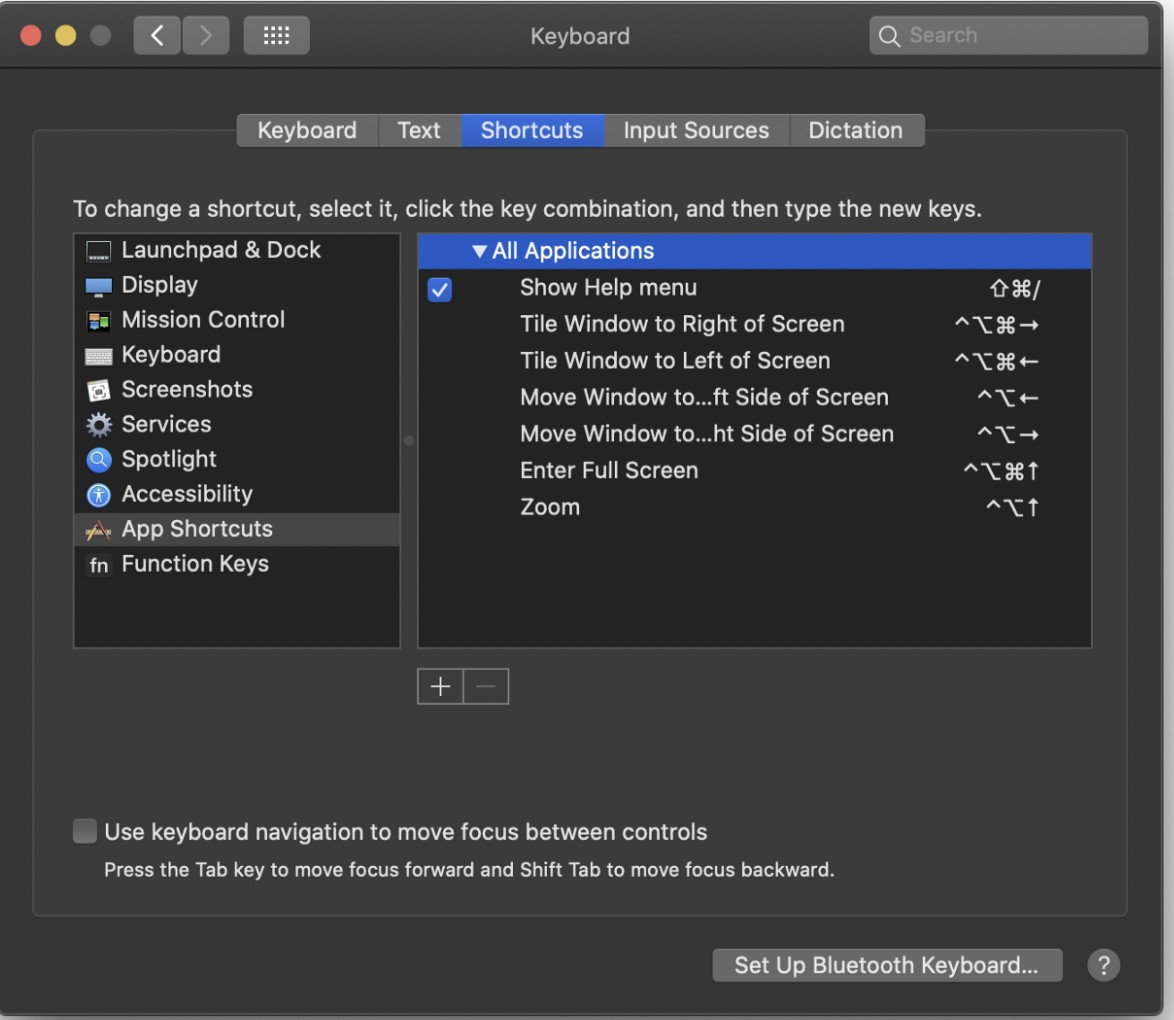 Keyboard
Search
Keyboard Text Shortcuts Input Sources Dictation
To change a shortcut, select it, click the key combination, and then type the new keys.
Launchpad & Dock
Display
Mission Control
Keyboard
Screenshots
Services
Spotlight
Accessibility
App Shortcuts
fn Function Keys
▼ All Applications
Show Help menu ⇧⌘/
Tile Window to Right of Screen ^⌥⌘→
Tile Window to Left of Screen ^⌥⌘←
Move Window to...ft Side of Screen ^⌥←
Move Window to...ht Side of Screen ^⌥→
Enter Full Screen ^⌥⌘↑
Zoom ^⌥↑
+ −
Use keyboard navigation to move focus between controls
Press the Tab key to move focus forward and Shift Tab to move focus backward.
Set Up Bluetooth Keyboard... ?